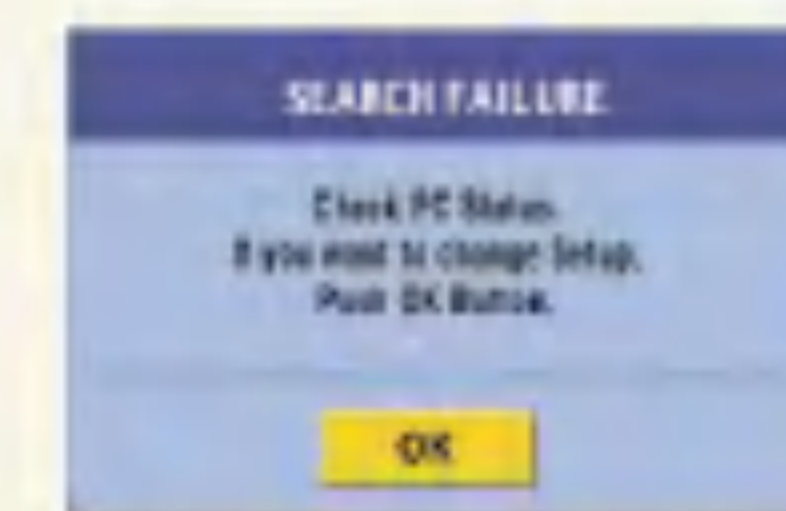 SEARCH FAILURE
Check PC Status.
If you want to change Setup,
Push OK Button.
OK